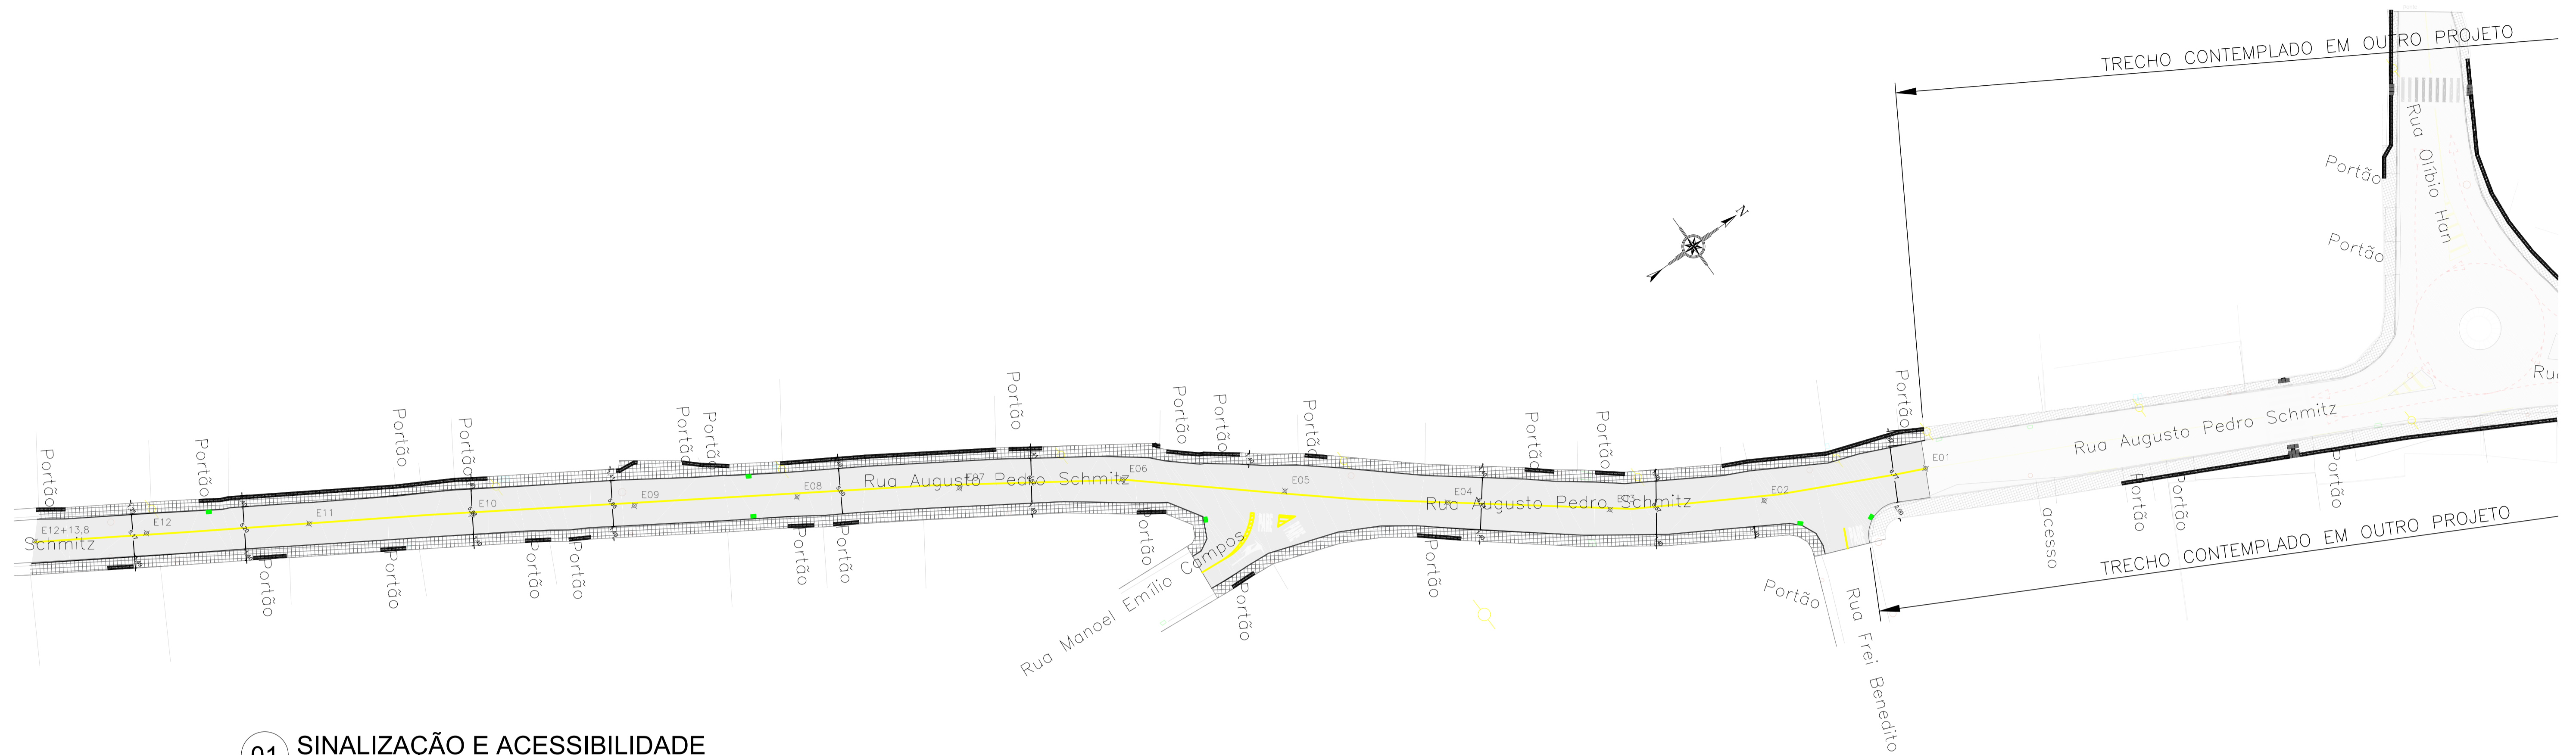 TRECHO CONTEMPLADO EM OUTRO PROJETO
Rua Olíbio Han
Portão
Portão
N
Rua Augusto Pedro Schmitz
Portão
Portão
Portão
Portão
Portão
Portão
Portão
Portão
Portão
Portão
Portão
Portão
Portão
E12+13,8
Schmitz
E12
E11
E10
E09
E08
Rua Augusto Pedro Schmitz
E07
E06
E05
E04
Rua Augusto Pedro Schmitz
E03
E02
E01
Portão
Portão
Portão
Portão
Portão
Portão
Portão
Rua Manoel Emílio Campos
Portão
Portão
Portão
Rua Frei Benedito
acesso
Portão
Portão
Portão
TRECHO CONTEMPLADO EM OUTRO PROJETO
01
SINALIZAÇÃO E ACESSIBILIDADE